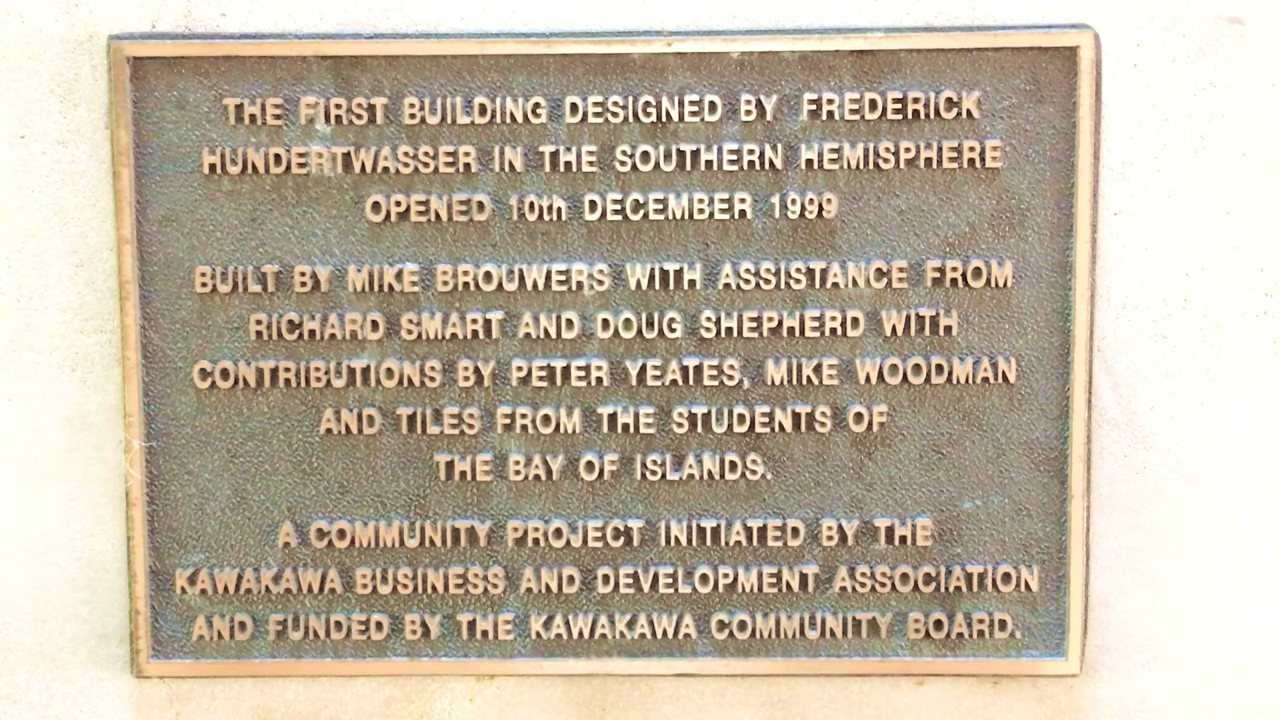 THE FIRST BUILDING DESIGNED BY FREDERICK
HUNDERTWASSER IN THE SOUTHERN HEMISPHERE
OPENED 10th DECEMBER 1999
BUILT BY MIKE BROUWERS WITH ASSISTANCE FROM
RICHARD SMART AND DOUG SHEPHERD WITH
CONTRIBUTIONS BY PETER YEATES, MIKE WOODMAN
AND TILES FROM THE STUDENTS OF
THE BAY OF ISLANDS.
A COMMUNITY PROJECT INITIATED BY THE
KAWAKAWA BUSINESS AND DEVELOPMENT ASSOCIATION
AND FUNDED BY THE KAWAKAWA COMMUNITY BOARD.